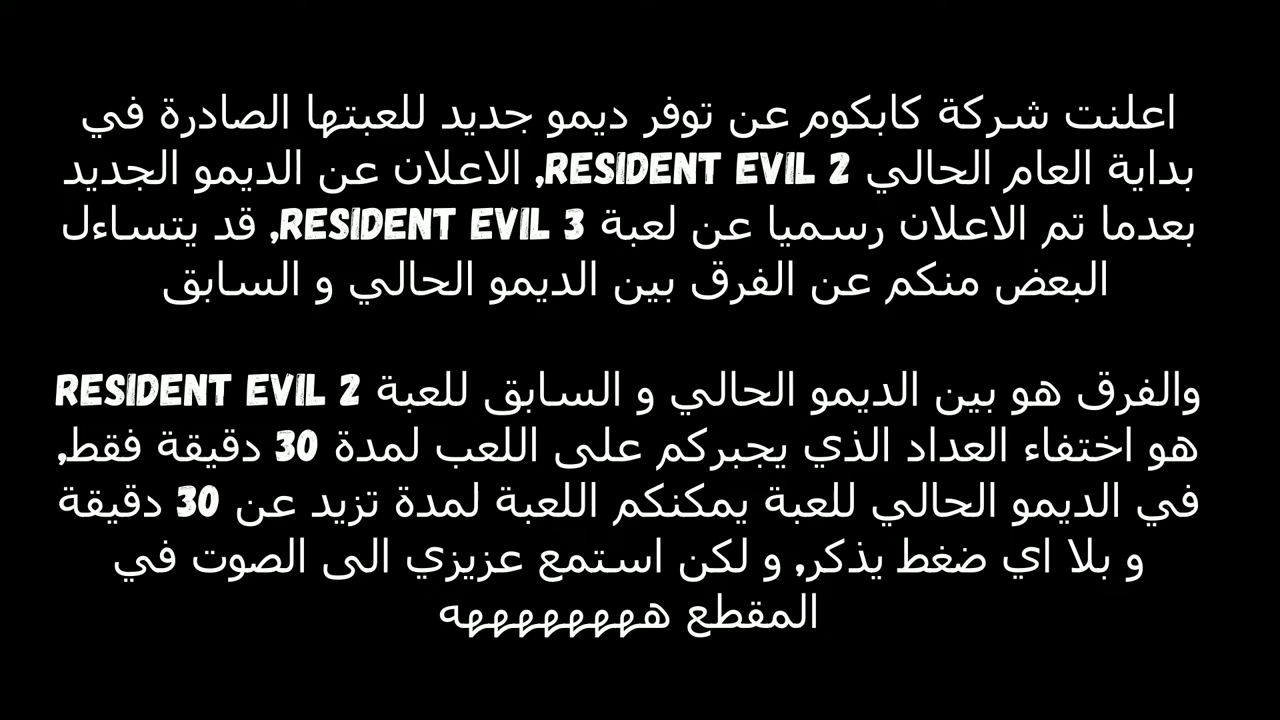 اعلنت شركة كابكوم عن توفر ديمو جديد للعبتها الصادرة في
بداية العام الحالي RESIDENT EVIL 2, الاعلان عن الديمو الجديد
بعدما تم الاعلان رسميا عن لعبة RESIDENT EVIL 3, قد يتساءل
البعض منكم عن الفرق بين الديمو الحالي و السابق
والفرق هو بين الديمو الحالي و السابق للعبة RESIDENT EVIL 2
هو اختفاء العداد الذي يجبركم على اللعب لمدة 30 دقيقة فقط,
في الديمو الحالي للعبة يمكنكم اللعبة لمدة تزيد عن 30 دقيقة
و بلا اي ضغط يذكر, و لكن استمع عزيزي الى الصوت في
المقطع هههههههههه